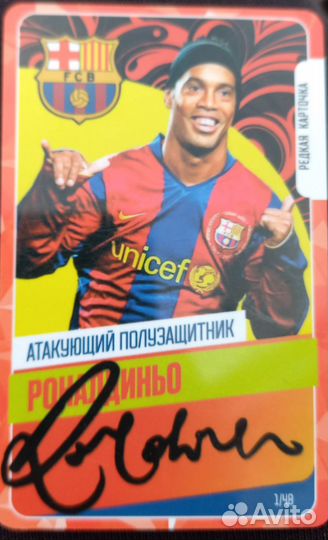 FCB
РЕДКАЯ КАРТОЧКА
unicef
АТАКУЮЩИЙ ПОЛУЗАЩИТНИК
РОНАЛДИНЬО
1/48
Avito